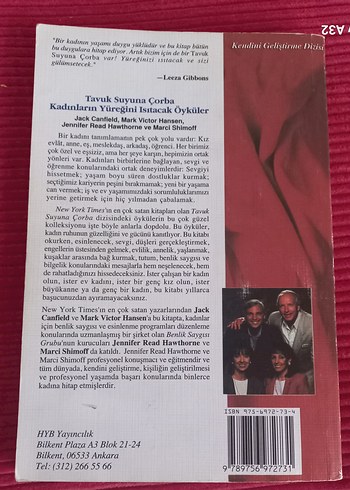 A32
Kendini Geliştirme Dizisi
"Bir kadının yaşamı duygu yüklüdür ve bu kitap bütün
bu duygulara hitap ediyor. Artık bizim için de bir Tavuk
Suyuna Çorba var! Yüreğinizi ısıtacak ve sizi
gülümsetecek."
—Leeza Gibbons
Tavuk Suyuna Çorba
Kadınların Yüreğini Isıtacak Öyküler
Jack Canfield, Mark Victor Hansen,
Jennifer Read Hawthorne ve Marci Shimoff
Bir kadını tanımlamanın pek çok yolu vardır: Kız
evlât, anne, eş, meslekdaş, arkadaş, öğrenci. Her birimiz
çok özel ve eşsiziz, ama her şeye karşın, hepimizin ortak
yönleri var. Kadınları birbirlerine bağlayan, sevgi ve
öğrenme konularındaki ortak deneyimlerdir: Sevgiyi
hissetmek; yaşam boyu süren dostluklar kurmak;
seçtiğimiz kariyerin peşini bırakmamak; yeni bir yaşama
can vermek; iş ve ev yaşamımızdaki sorumluluklarımızı
yerine getirmek için hiç yılmadan çabalamak.
New York Times'ın en çok satan kitapları olan Tavuk
Suyuna Çorba dizisindeki öykülerin bu çok güzel
kolleksiyonu işte böyle anlarla dopdolu. Bu öyküler,
kadın ruhunun güzelliğini ve gücünü kanıtlıyor. Bu kitabı
okurken, esinlenecek, sevgi, düşleri gerçekleştirmek,
engellerin üstesinden gelmek, evlilik, annelik, yaşlanmak,
kuşaklar arasında bağ kurmak, tutum, benlik saygısı ve
bilgelik konularındaki mesajlarla hem neşelenecek, hem
de rahatladığınızı hissedeceksiniz. İster çalışan bir kadın
olun, ister ev kadını, ister bir genç kız olun, ister
büyükanne ya da genç bir kadın, bu kitabı yıllarca
başucunuzdan ayıramayacaksınız.
New York Times'ın en çok satan yazarlarından Jack
Canfield ve Mark Victor Hansen'a bu kitapta, kadınlar
için benlik saygısı ve esinlenme programları düzenleme
konularında uzmanlaşmış bir şirket olan Benlik Saygısı
Grubu'nun kurucuları Jennifer Read Hawthorne ve
Marci Shimoff da katıldı. Jennifer Read Hawthorne ve
Marci Shimoff profesyonel konuşmacı ve eğitmendir ve
tüm dünyada, kendini geliştirme, kişiliğin geliştirilmesi
ve profesyonel yaşamda başarı konularında binlerce
kadına hitap etmişlerdir.
HYB Yayıncılık
Bilkent Plaza A3 Blok 21-24
Bilkent, 06533 Ankara
Tel: (312) 266 55 66
ISBN 975-6972-73-4
9 789756 972731